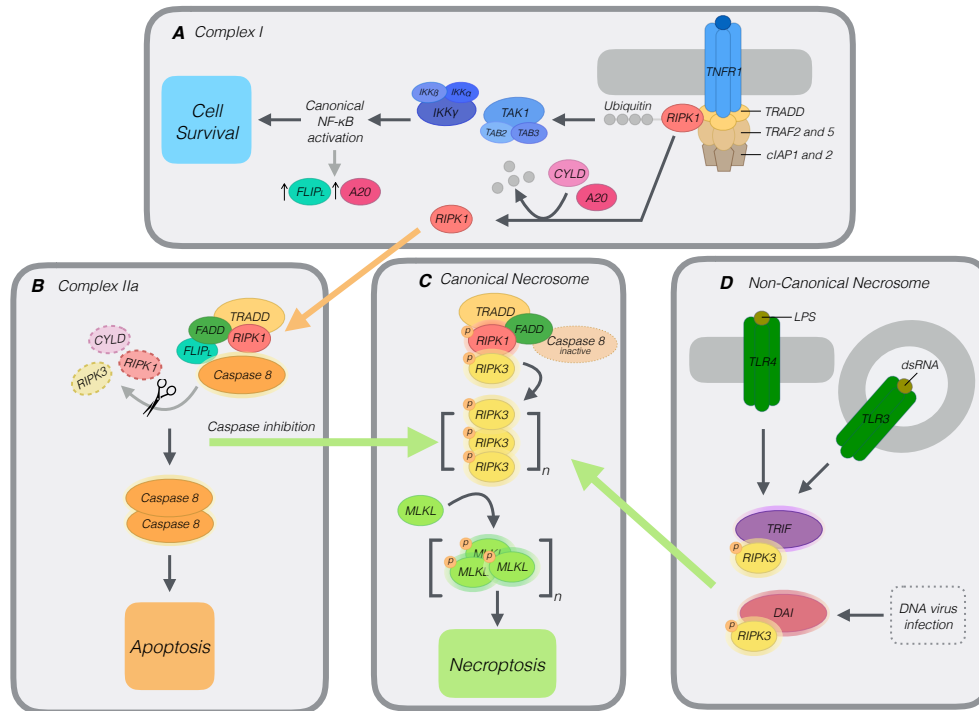 A Complex I
TNFR1
IKKβ
IKKα
IKKγ
TAK1
TAB2
TAB3
Ubiquitin
RIPK1
TRADD
TRAF2 and 5
cIAP1 and 2
Cell
Survival
Canonical
NF-κB
activation
FLIPL
A20
CYLD
A20
RIPK1
B Complex IIa
TRADD
FADD
RIPK1
FLIPL
Caspase 8
CYLD
RIPK1
RIPK3
Caspase inhibition
Caspase 8
Caspase 8
Apoptosis
C Canonical Necrosome
TRADD
FADD
P
RIPK1
Caspase 8
inactive
P
RIPK3
P
RIPK3
P
RIPK3
P
RIPK3
n
MLKL
P
MLKL
P
MLKL
P
MLKL
n
Necroptosis
D Non-Canonical Necrosome
LPS
TLR4
dsRNA
TLR3
TRIF
P
RIPK3
DAI
P
RIPK3
DNA virus
infection